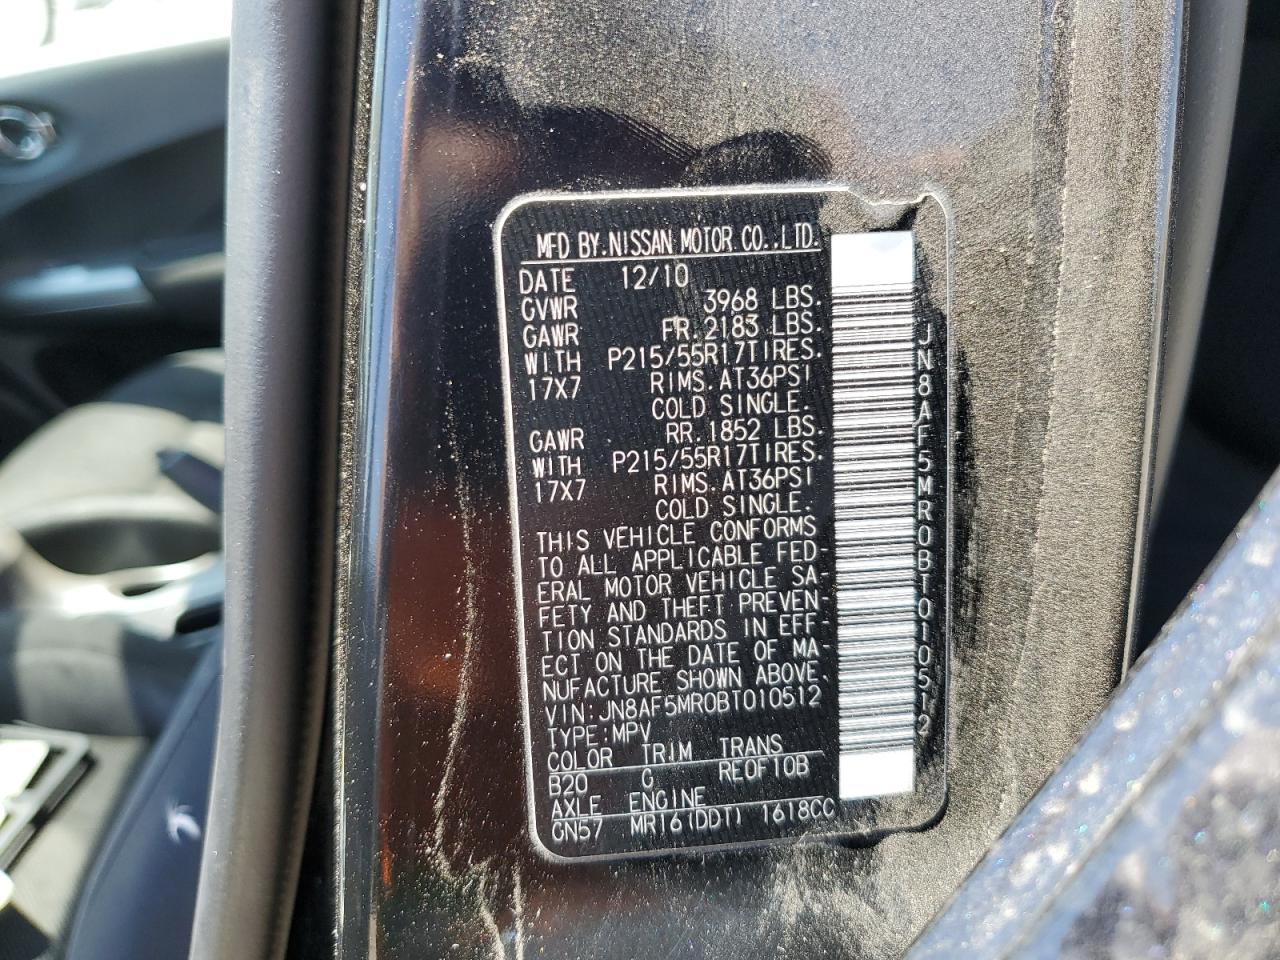 MFD BY.NISSAN MOTOR CO.,LTD.
DATE 12/10
GVWR 3968 LBS.
GAWR FR.2183 LBS.
WITH P215/55R17TIRES.
17X7 RIMS.AT36PSI
COLD SINGLE.
GAWR RR.1852 LBS.
WITH P215/55R17TIRES.
17X7 RIMS.AT36PSI
COLD SINGLE.
THIS VEHICLE CONFORMS
TO ALL APPLICABLE FED-
ERAL MOTOR VEHICLE SA-
FETY AND THEFT PREVEN-
TION STANDARDS IN EFF-
ECT ON THE DATE OF MA-
NUFACTURE SHOWN ABOVE.
VIN:JN8AF5MR0BT010512
TYPE:MPV
COLOR TRIM TRANS
B20 G RE0F10B
AXLE ENGINE
GN57 MR16(DDT) 1618CC
JN8AF5MR0BT010512